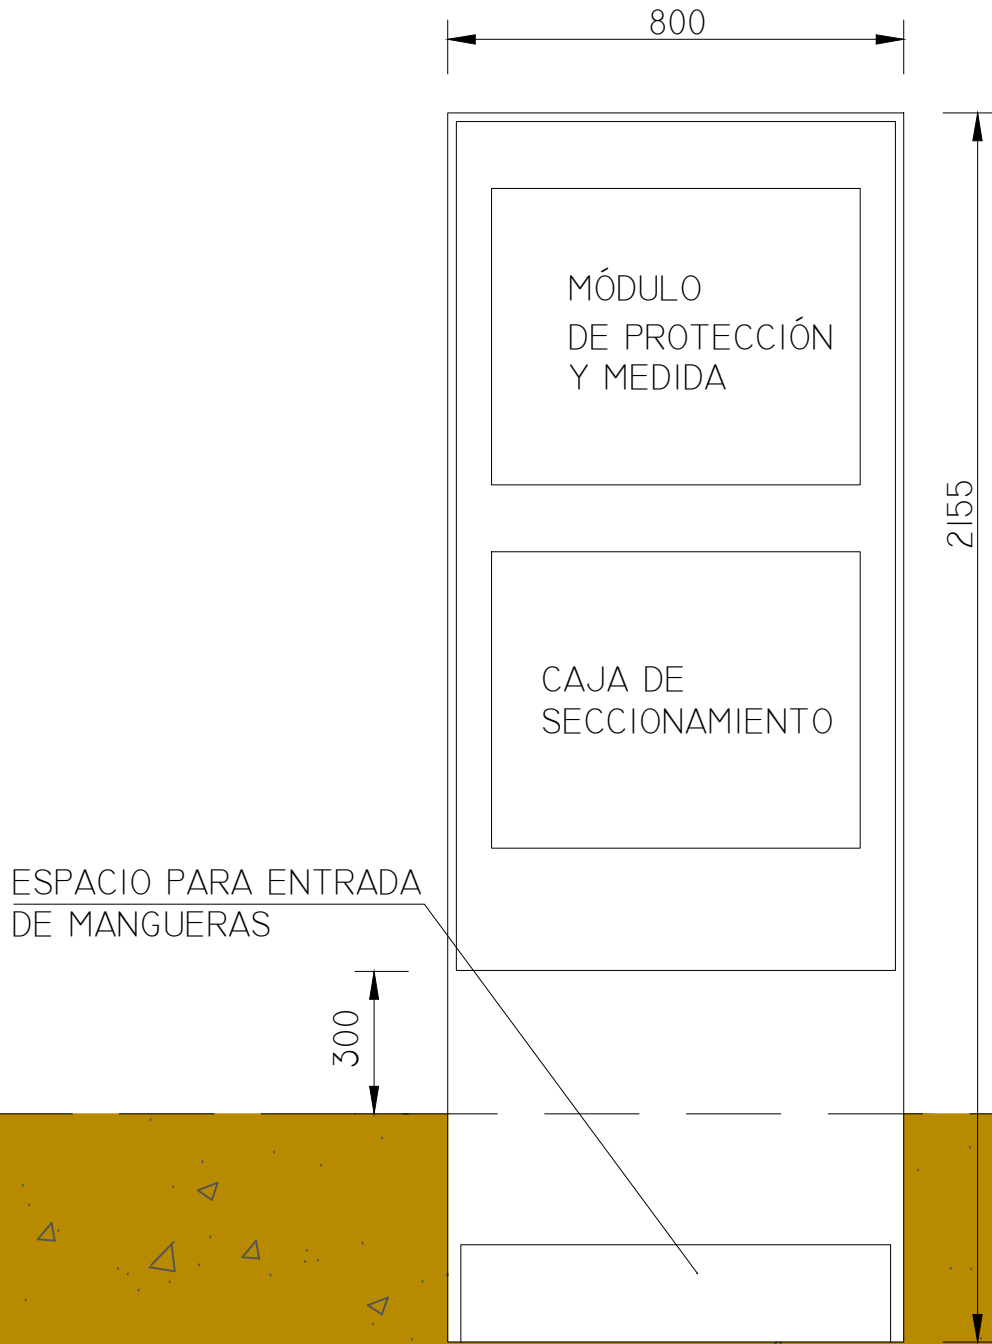 800
MÓDULO
DE PROTECCIÓN
Y MEDIDA
2155
CAJA DE
SECCIONAMIENTO
ESPACIO PARA ENTRADA
DE MANGUERAS
300